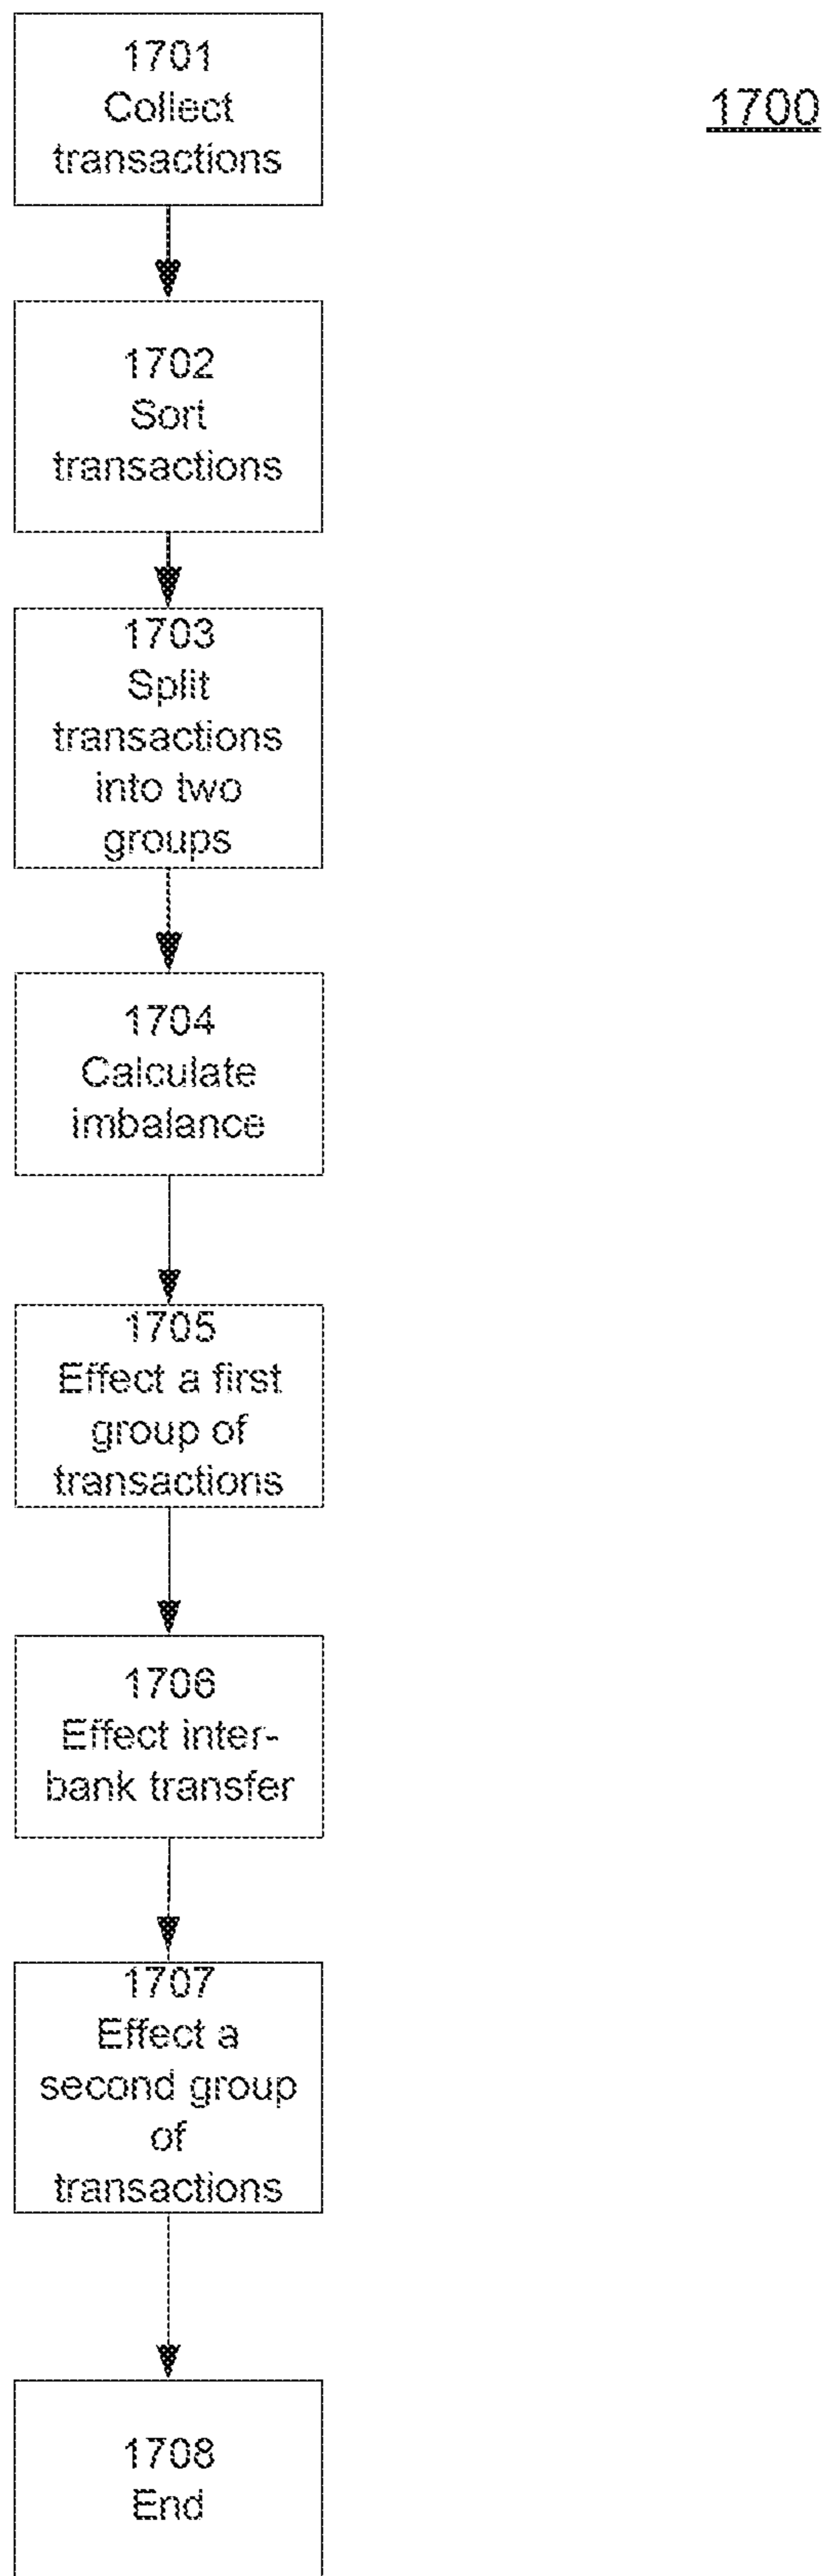 1701
Collect
transactions
1700
1702
Sort
transactions
1703
Split
transactions
into two
groups
1704
Calculate
imbalance
1705
Effect a first
group of
transactions
1706
Effect inter-
bank transfer
1707
Effect a
second group
of
transactions
1708
End